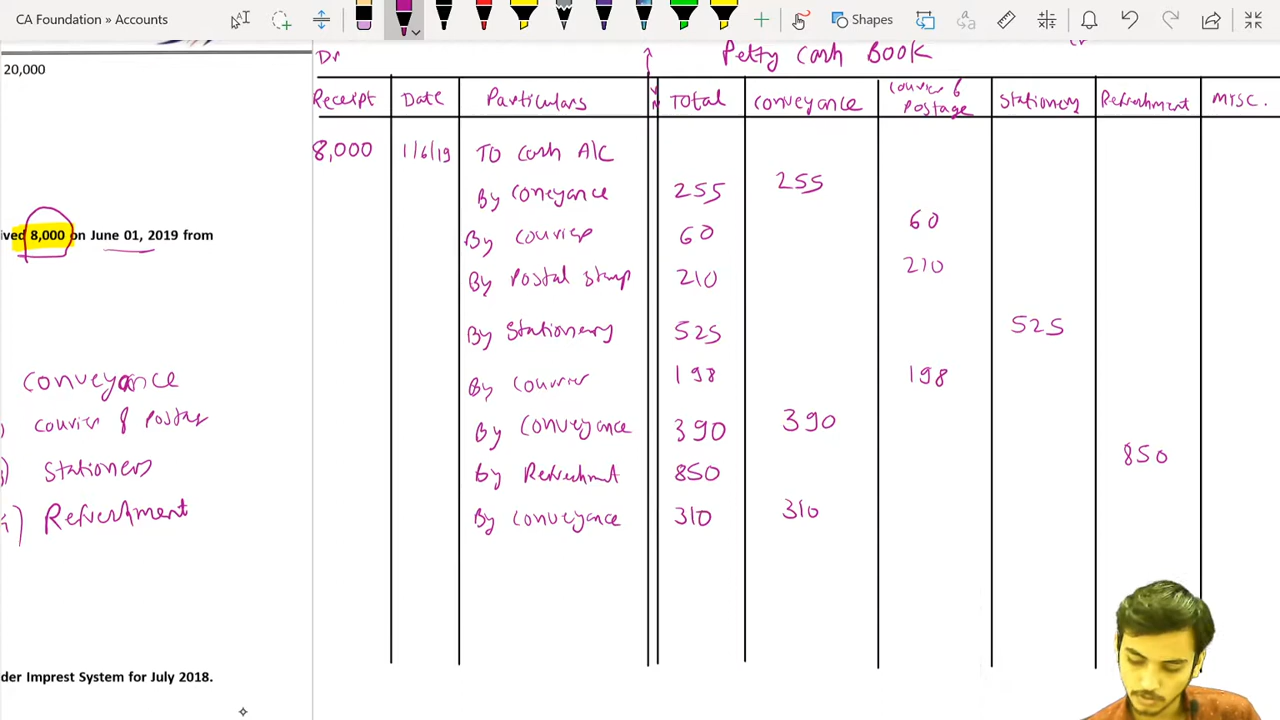 CA Foundation » Accounts
Shapes
20,000
Dr Petty Cash BOOK
Receipt Date Particulars Total conveyance courier & Postage Stationery Refreshment Misc.
8,000 1/6/19 TO Cash A/C
By Coneyance 255 255
ived 8,000 on June 01, 2019 from
By courier 60 60
By Postal stamp 210 210
By Stationery 525 525
Conveyance
By Courier 198 198
courier & Postag
By Conveyance 390 390
Stationery
By Refreshment 850 850
Refreshment
By Conveyance 310 310
der Imprest System for July 2018.